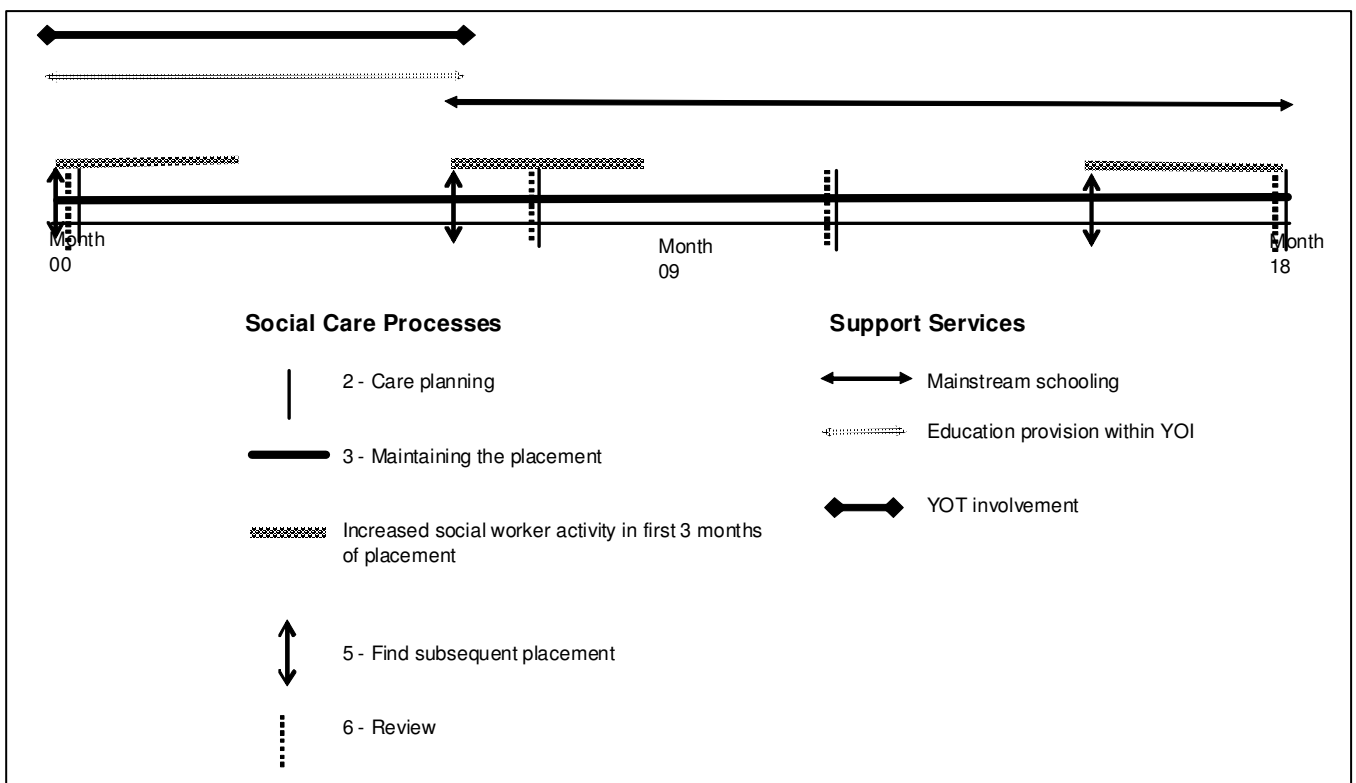 Month
00
Month
09
Month
18
Social Care Processes
2 - Care planning
3 - Maintaining the placement
Increased social worker activity in first 3 months
of placement
5 - Find subsequent placement
6 - Review
Support Services
Mainstream schooling
Education provision within YOI
YOT involvement